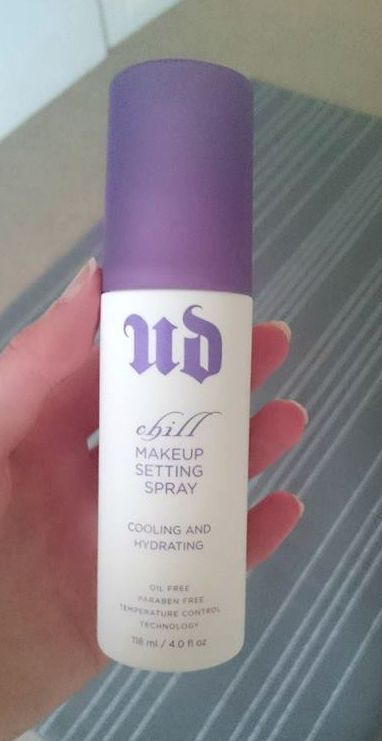 UD
chill
MAKEUP
SETTING
SPRAY
COOLING AND
HYDRATING
OIL FREE
PARABEN FREE
TEMPERATURE CONTROL
TECHNOLOGY
118 ml / 4.0 fl oz